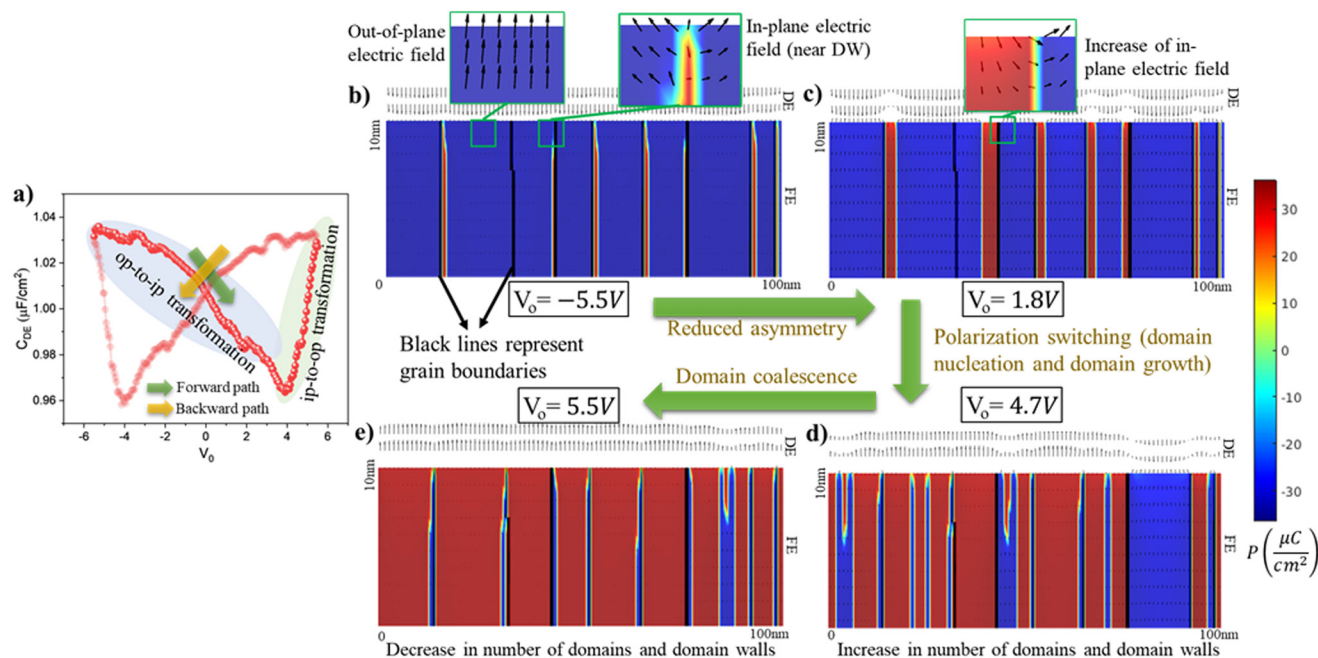 Out-of-plane
electric field
In-plane
electric field
(near DW)
Increase of in-
plane electric field
b)
DE
10nm
FE
0
100nm
c)
DE
10nm
FE
0
100nm
a)
1.04
1.02
1.00
0.98
0.96
C_DE (μF/cm²)
op-to-ip transformation
ip-to-op transformation
Forward path
Backward path
-6 -4 -2 0 2 4 6
V₀
Black lines represent
grain boundaries
Vₒ= −5.5V
Reduced asymmetry
Vₒ= 1.8V
Polarization switching (domain
nucleation and domain growth)
Domain coalescence
Vₒ= 5.5V
Vₒ= 4.7V
30
20
10
0
-10
-20
-30
P (μC/cm²)
e)
DE
10nm
FE
0
100nm
Decrease in number of domains and domain walls
d)
DE
10nm
FE
0
100nm
Increase in number of domains and domain walls